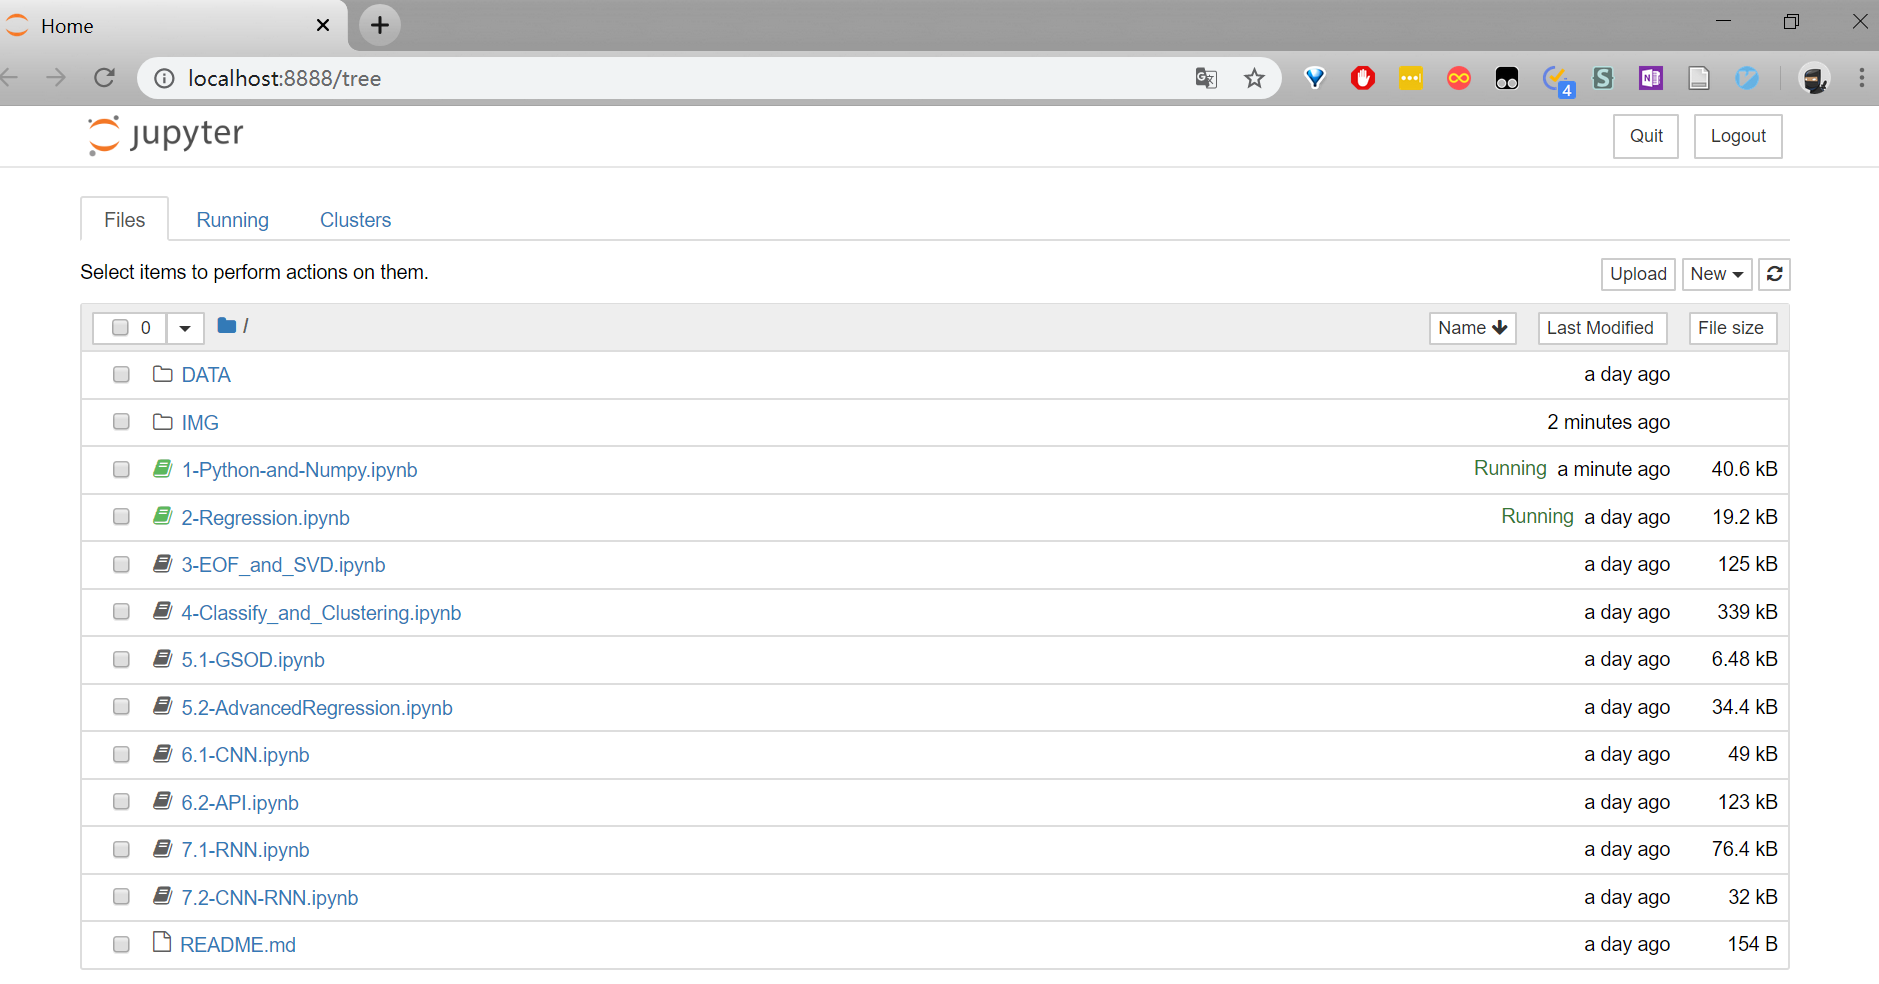 Home
localhost:8888/tree
4
jupyter
Quit
Logout
Files
Running
Clusters
Select items to perform actions on them.
Upload
New
0
/
Name
Last Modified
File size
DATA
a day ago
IMG
2 minutes ago
1-Python-and-Numpy.ipynb
Running a minute ago
40.6 kB
2-Regression.ipynb
Running a day ago
19.2 kB
3-EOF_and_SVD.ipynb
a day ago
125 kB
4-Classify_and_Clustering.ipynb
a day ago
339 kB
5.1-GSOD.ipynb
a day ago
6.48 kB
5.2-AdvancedRegression.ipynb
a day ago
34.4 kB
6.1-CNN.ipynb
a day ago
49 kB
6.2-API.ipynb
a day ago
123 kB
7.1-RNN.ipynb
a day ago
76.4 kB
7.2-CNN-RNN.ipynb
a day ago
32 kB
README.md
a day ago
154 B